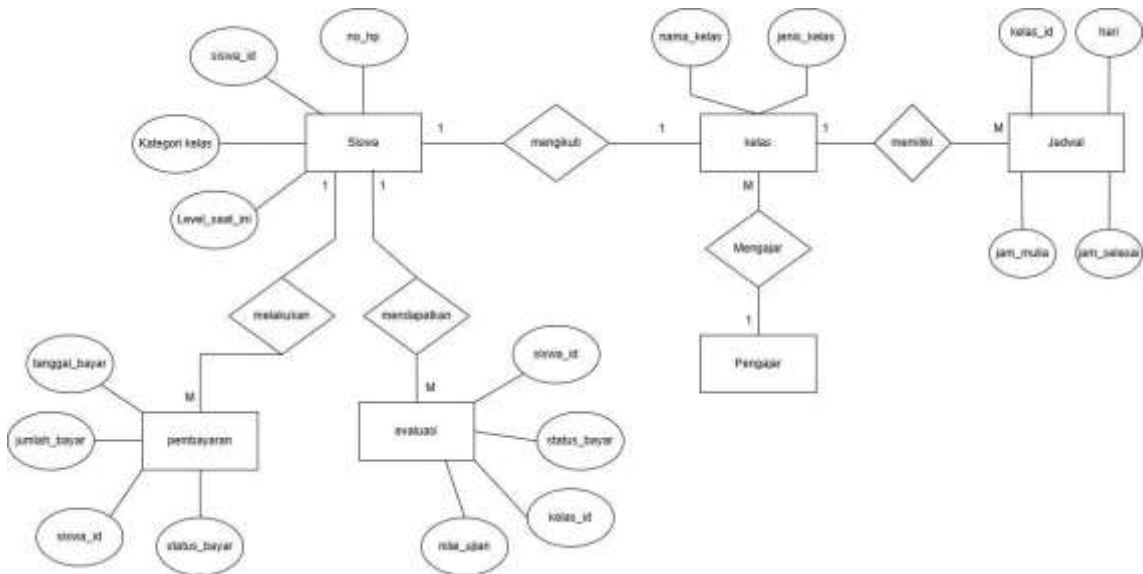 no_hp
siswa_id
nama_kelas
jenis_kelas
kelas_id
hari
Kategori kelas
Siswa
1
mengikuti
1
kelas
1
memiliki
M
Jadwal
Level_saat_ini
1
1
M
Mengajar
jam_mulia
jam_selesai
melakukan
mendapatkan
1
Pengajar
tanggal_bayar
siswa_id
M
M
jumlah_bayar
pembayaran
evaluasi
status_bayar
siswa_id
status_bayar
kelas_id
nilai_ujian